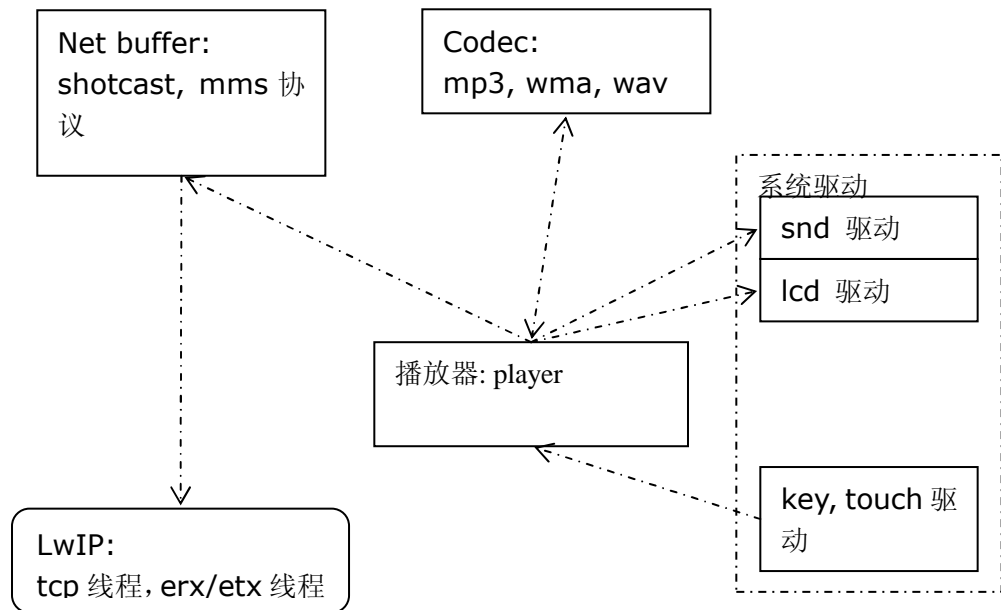 Net buffer:
shotcast, mms 协
议
Codec:
mp3, wma, wav
系统驱动
snd 驱动
lcd 驱动
播放器: player
key, touch 驱
动
LwIP:
tcp 线程，erx/etx 线程